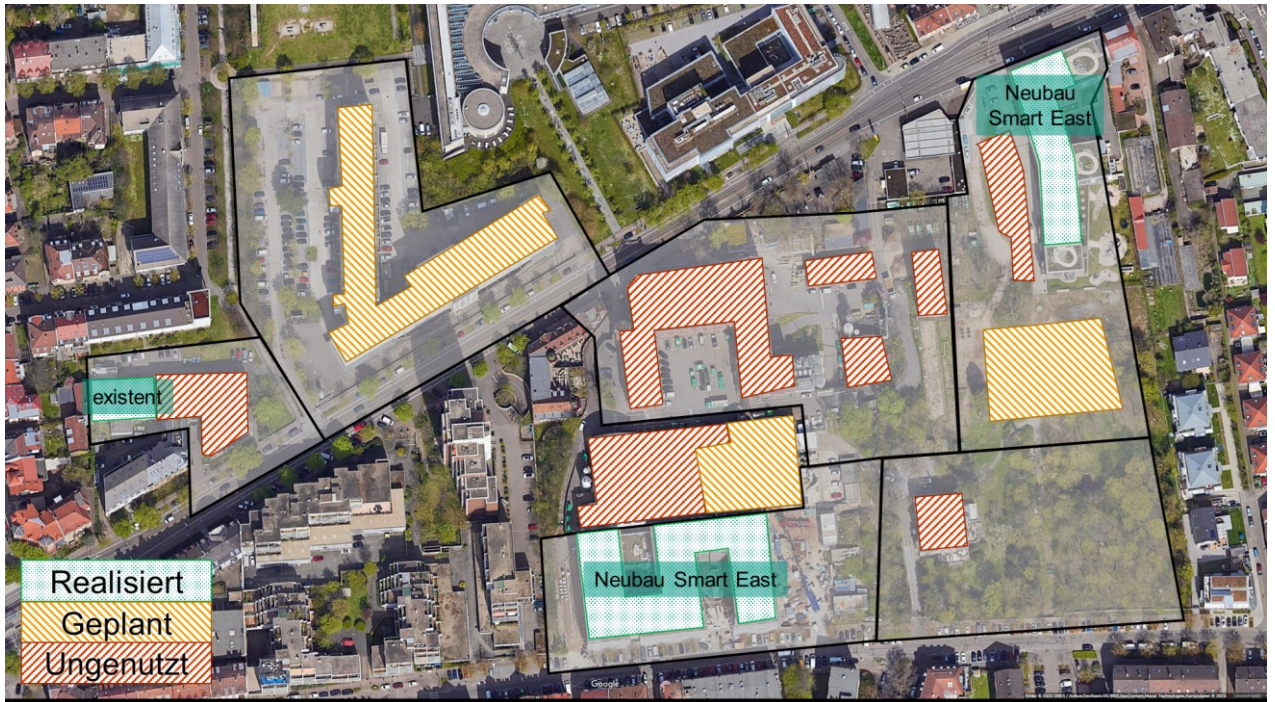 Neubau
Smart East
existent
Neubau Smart East
Realisiert
Geplant
Ungenutzt
Google